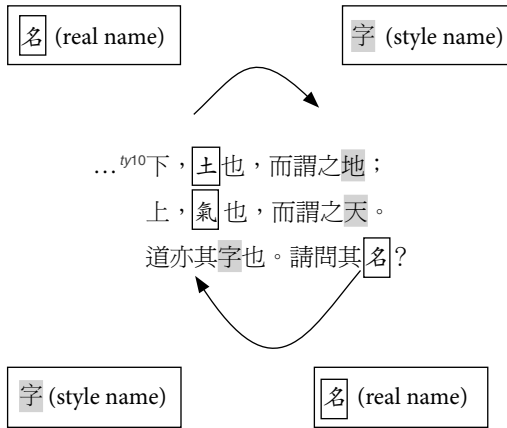 名 (real name)
字 (style name)
…ty10下，土也，而謂之地；
上，氣也，而謂之天。
道亦其字也。請問其名？
字 (style name)
名 (real name)